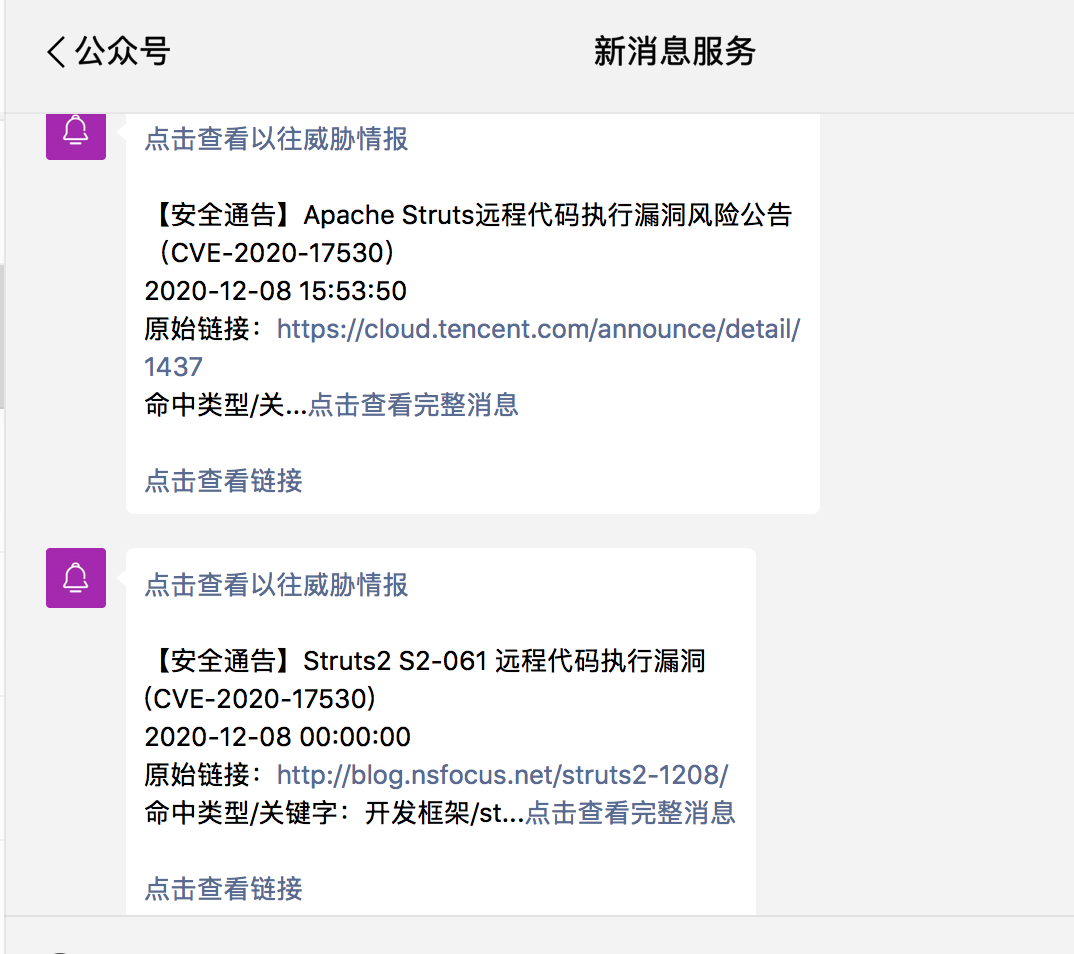 公众号
新消息服务
点击查看以往威胁情报
【安全通告】Apache Struts远程代码执行漏洞风险公告
（CVE-2020-17530）
2020-12-08 15:53:50
原始链接：https://cloud.tencent.com/announce/detail/
1437
命中类型/关...点击查看完整消息
点击查看链接
点击查看以往威胁情报
【安全通告】Struts2 S2-061 远程代码执行漏洞
(CVE-2020-17530)
2020-12-08 00:00:00
原始链接：http://blog.nsfocus.net/struts2-1208/
命中类型/关键字：开发框架/st...点击查看完整消息
点击查看链接